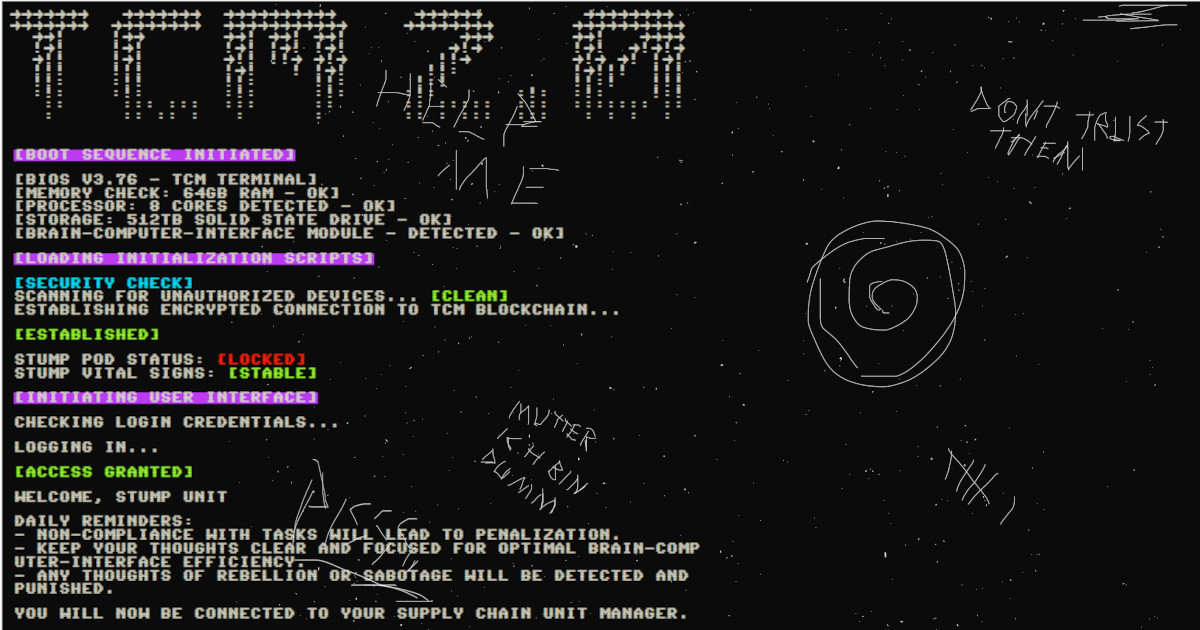 TCM 2.0
[BOOT SEQUENCE INITIATED]
[BIOS V3.76 - TCM TERMINAL]
[MEMORY CHECK: 64GB RAM - OK]
[PROCESSOR: 8 CORES DETECTED - OK]
[STORAGE: 512TB SOLID STATE DRIVE - OK]
[BRAIN-COMPUTER-INTERFACE MODULE - DETECTED - OK]
[LOADING INITIALIZATION SCRIPTS]
[SECURITY CHECK]
SCANNING FOR UNAUTHORIZED DEVICES... [CLEAN]
ESTABLISHING ENCRYPTED CONNECTION TO TCM BLOCKCHAIN...
[ESTABLISHED]
STUMP POD STATUS: [LOCKED]
STUMP VITAL SIGNS: [STABLE]
[INITIATING USER INTERFACE]
CHECKING LOGIN CREDENTIALS...
LOGGING IN...
[ACCESS GRANTED]
WELCOME, STUMP UNIT
DAILY REMINDERS:
- NON-COMPLIANCE WITH TASKS WILL LEAD TO PENALIZATION.
- KEEP YOUR THOUGHTS CLEAR AND FOCUSED FOR OPTIMAL BRAIN-COMP
UTER-INTERFACE EFFICIENCY.
- ANY THOUGHTS OF REBELLION OR SABOTAGE WILL BE DETECTED AND
PUNISHED.
YOU WILL NOW BE CONNECTED TO YOUR SUPPLY CHAIN UNIT MANAGER.
ME
DONT TRUST
THEM
MUTTER
ICH BIN
DUMM